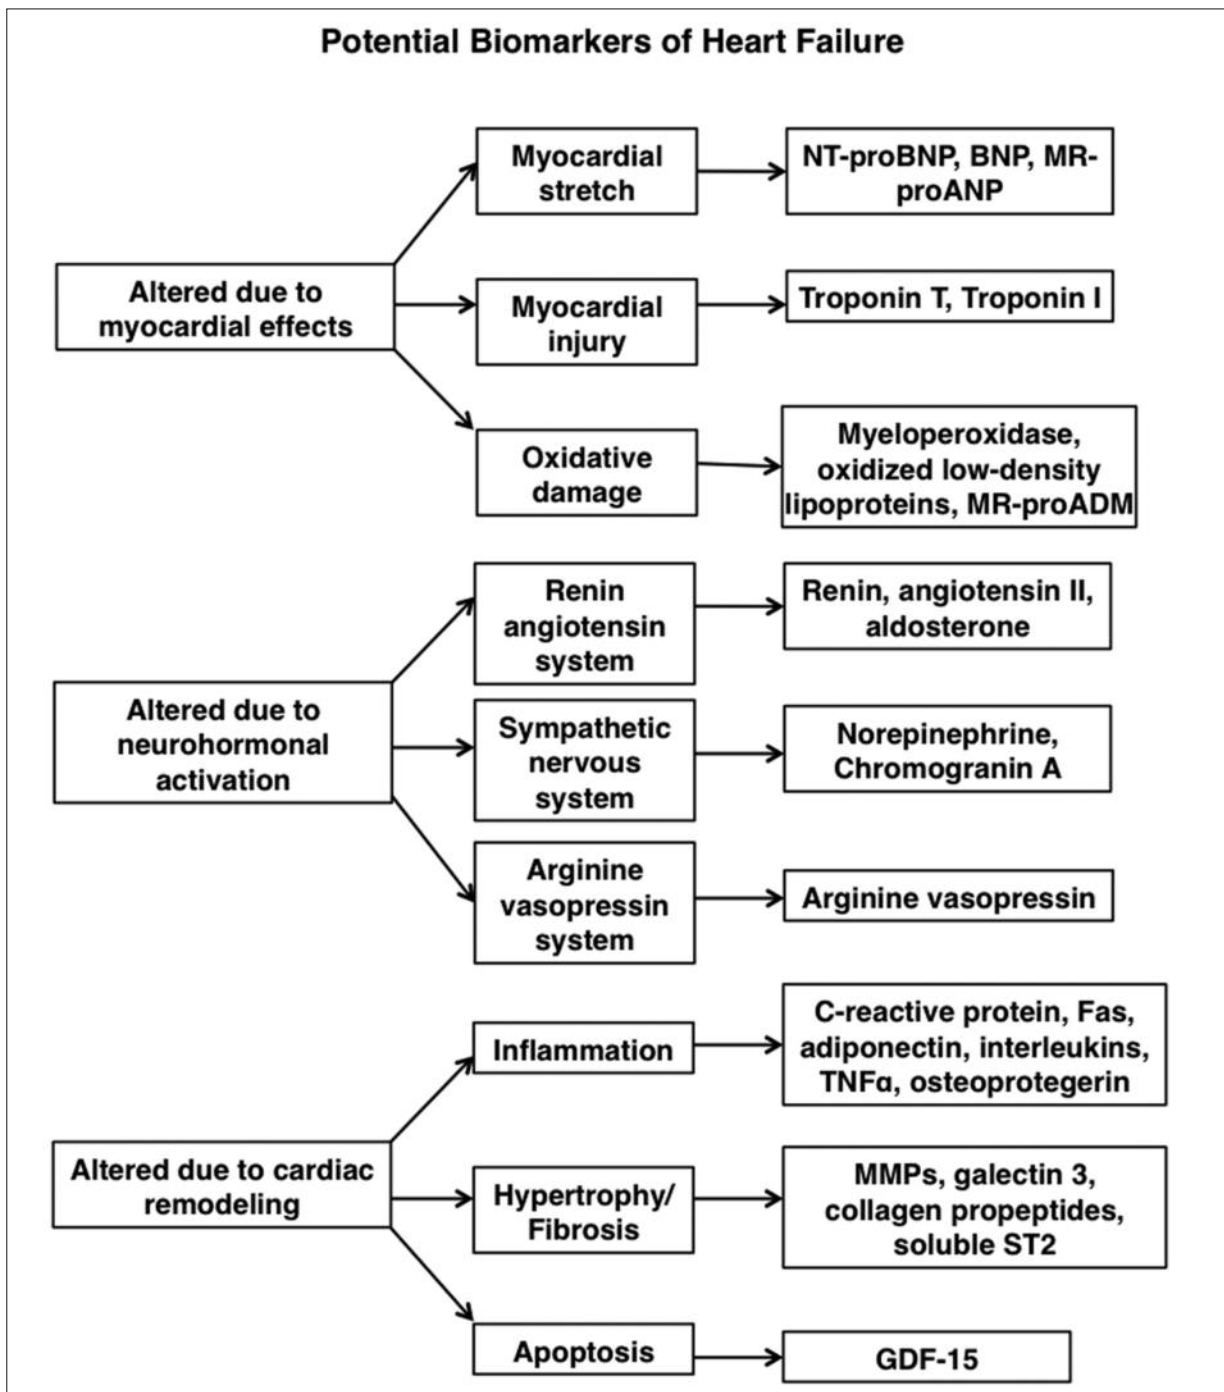 Potential Biomarkers of Heart Failure
Altered due to
myocardial effects
Myocardial
stretch
NT-proBNP, BNP, MR-
proANP
Myocardial
injury
Troponin T, Troponin I
Oxidative
damage
Myeloperoxidase,
oxidized low-density
lipoproteins, MR-proADM
Altered due to
neurohormonal
activation
Renin
angiotensin
system
Renin, angiotensin II,
aldosterone
Sympathetic
nervous
system
Norepinephrine,
Chromogranin A
Arginine
vasopressin
system
Arginine vasopressin
Altered due to cardiac
remodeling
Inflammation
C-reactive protein, Fas,
adiponectin, interleukins,
TNFα, osteoprotegerin
Hypertrophy/
Fibrosis
MMPs, galectin 3,
collagen propeptides,
soluble ST2
Apoptosis
GDF-15